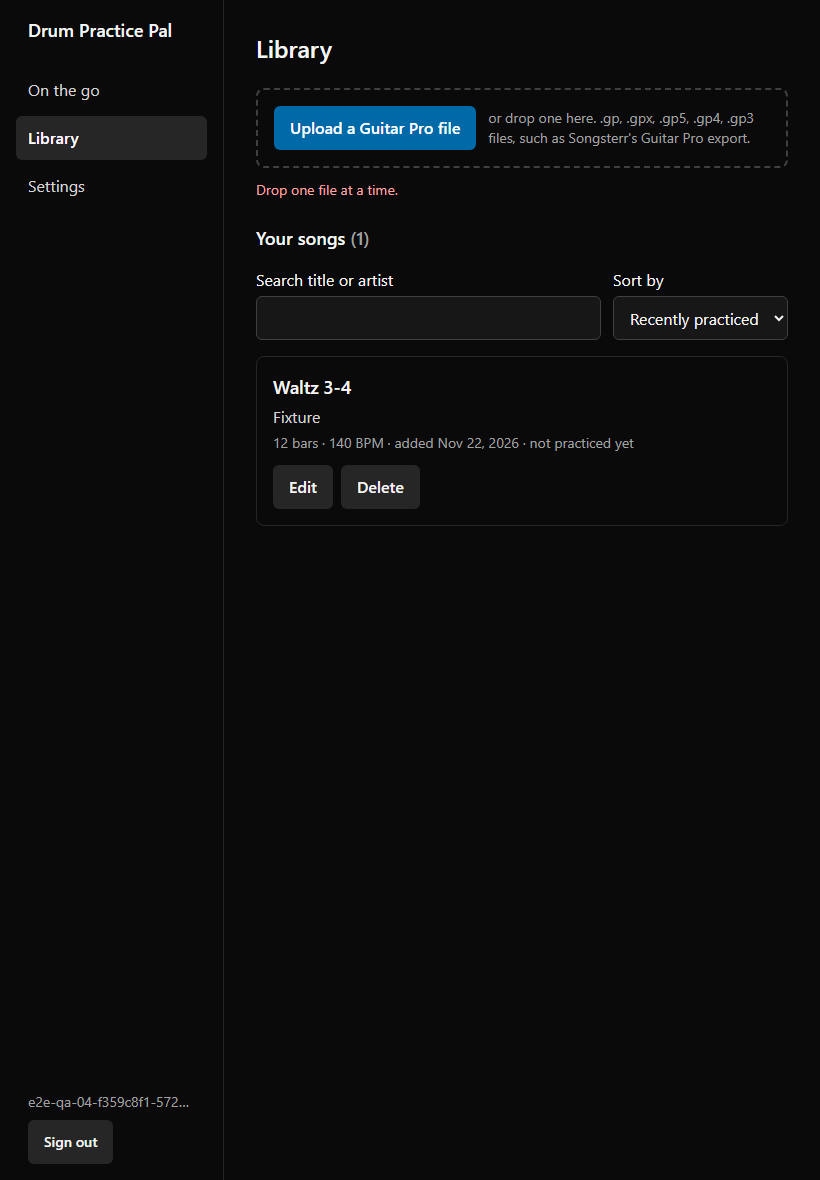 Drum Practice Pal
On the go
Library
Settings
e2e-qa-04-f359c8f1-572...
Sign out
Library
Upload a Guitar Pro file
or drop one here. .gp, .gpx, .gp5, .gp4, .gp3
files, such as Songsterr's Guitar Pro export.
Drop one file at a time.
Your songs (1)
Search title or artist
Sort by
Recently practiced
Waltz 3-4
Fixture
12 bars · 140 BPM · added Nov 22, 2026 · not practiced yet
Edit
Delete